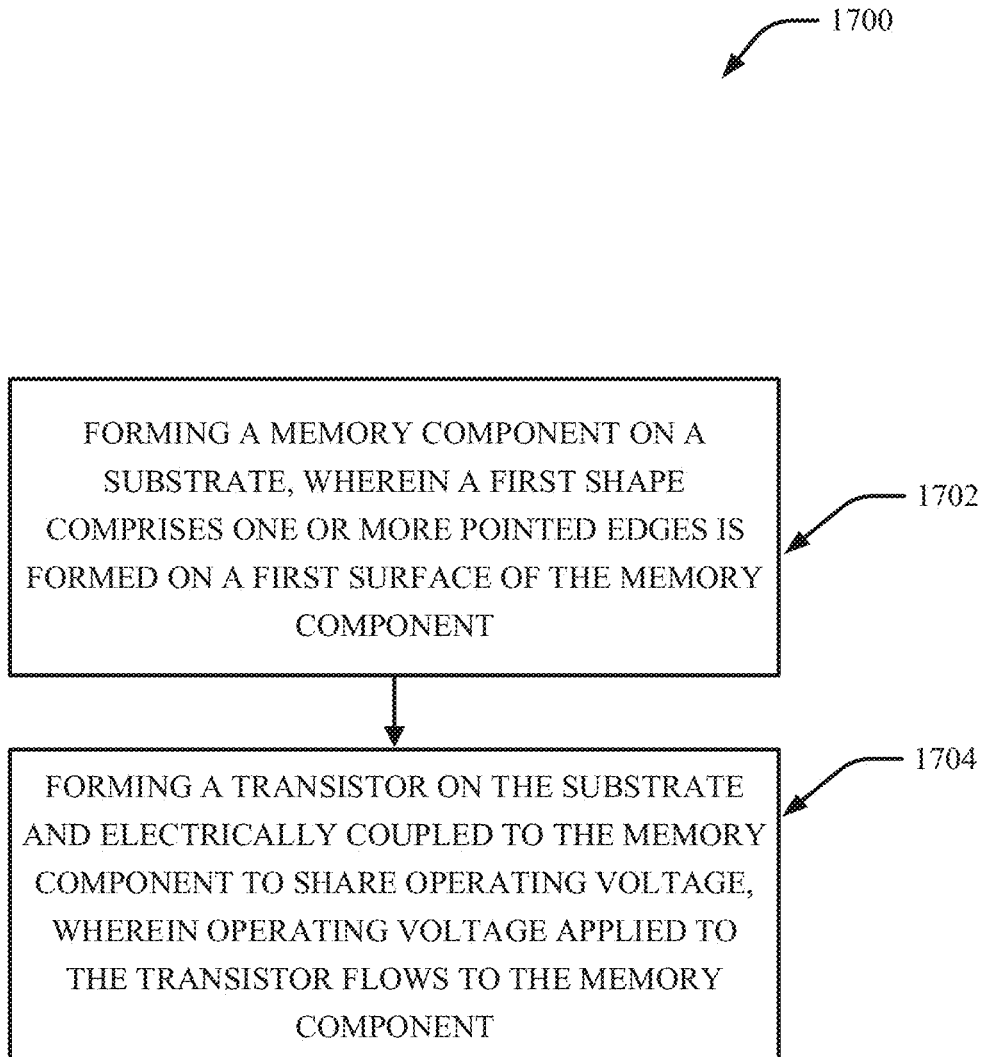 1700
FORMING A MEMORY COMPONENT ON A
SUBSTRATE, WHEREIN A FIRST SHAPE
COMPRISES ONE OR MORE POINTED EDGES IS
FORMED ON A FIRST SURFACE OF THE MEMORY
COMPONENT
1702
FORMING A TRANSISTOR ON THE SUBSTRATE
AND ELECTRICALLY COUPLED TO THE MEMORY
COMPONENT TO SHARE OPERATING VOLTAGE,
WHEREIN OPERATING VOLTAGE APPLIED TO
THE TRANSISTOR FLOWS TO THE MEMORY
COMPONENT
1704